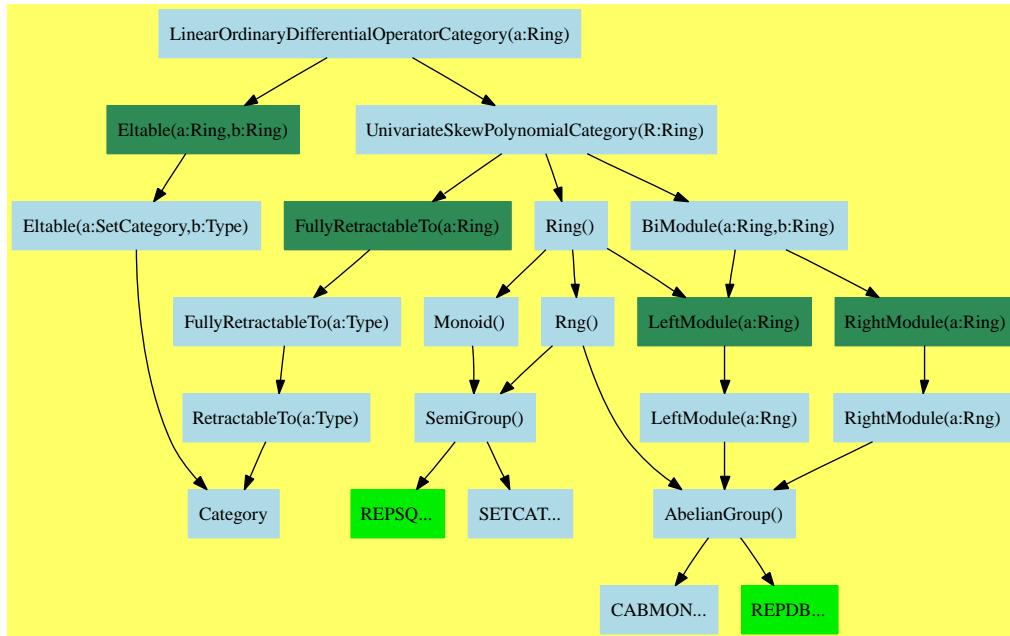 LinearOrdinaryDifferentialOperatorCategory(a:Ring)
Eltable(a:Ring,b:Ring)
UnivariateSkewPolynomialCategory(R:Ring)
Eltable(a:SetCategory,b:Type)
FullyRetractableTo(a:Ring)
Ring()
BiModule(a:Ring,b:Ring)
FullyRetractableTo(a:Type)
Monoid()
Rng()
LeftModule(a:Ring)
RightModule(a:Ring)
RetractableTo(a:Type)
SemiGroup()
LeftModule(a:Rng)
RightModule(a:Rng)
Category
REPSQ...
SETCAT...
AbelianGroup()
CABMON...
REPDB...